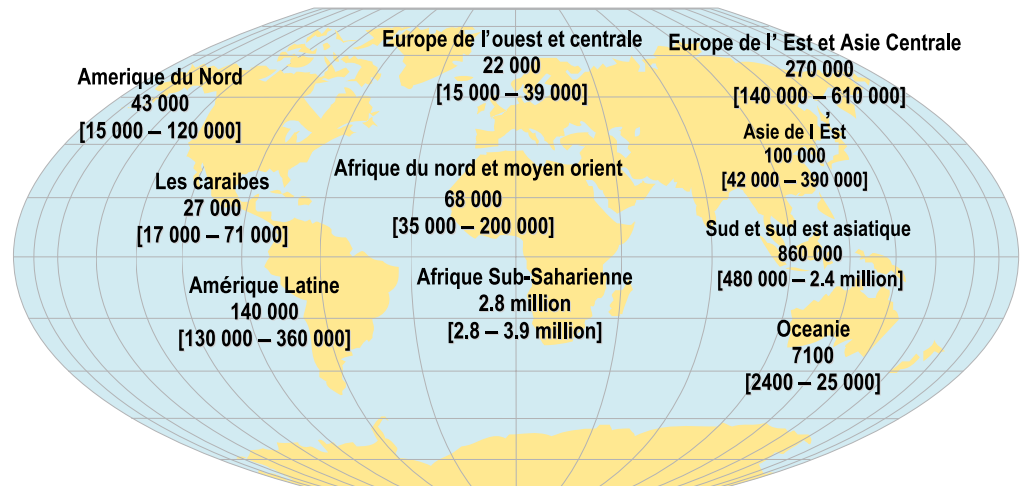 Europe de l'ouest et centrale
22 000
[15 000 – 39 000]
Europe de l' Est et Asie Centrale
270 000
[140 000 – 610 000]
Amerique du Nord
43 000
[15 000 – 120 000]
Asie de l'Est
100 000
[42 000 – 390 000]
Afrique du nord et moyen orient
68 000
[35 000 – 200 000]
Les caraibes
27 000
[17 000 – 71 000]
Sud et sud est asiatique
860 000
[480 000 – 2.4 million]
Amérique Latine
140 000
[130 000 – 360 000]
Afrique Sub-Saharienne
2.8 million
[2.8 – 3.9 million]
Oceanie
7100
[2400 – 25 000]